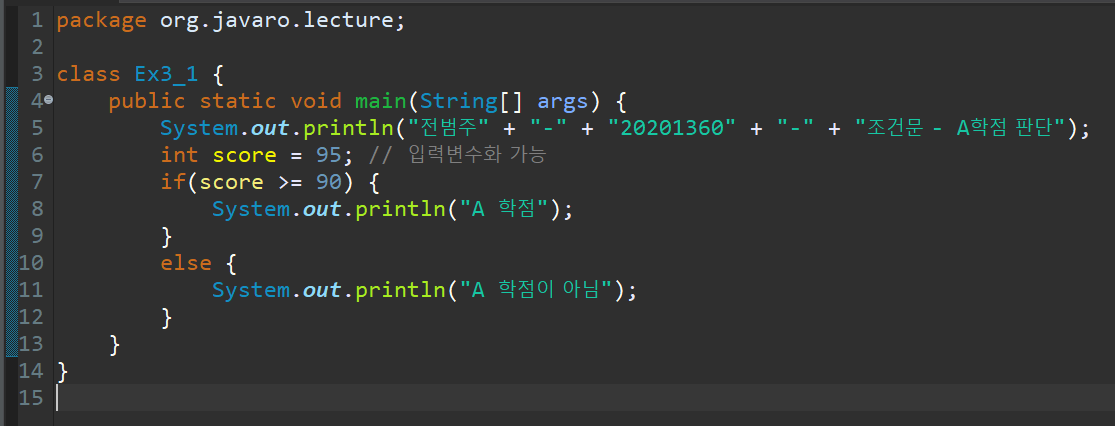 1 package org.javaro.lecture;
2
3 class Ex3_1 {
4 public static void main(String[] args) {
5 System.out.println("전범주" + "-" + "20201360" + "-" + "조건문 - A학점 판단");
6 int score = 95; // 입력변수화 가능
7 if(score >= 90) {
8 System.out.println("A 학점");
9 }
10 else {
11 System.out.println("A 학점이 아님");
12 }
13 }
14 }
15